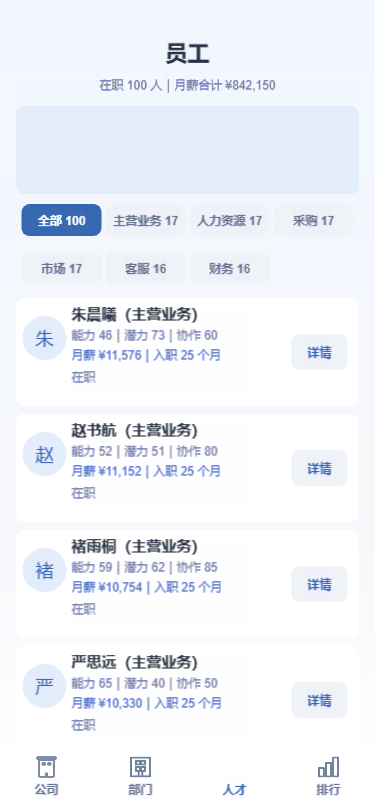 员工
在职 100 人 | 月薪合计 ¥842,150
全部 100
主营业务 17
人力资源 17
采购 17
市场 17
客服 16
财务 16
朱晨曦（主营业务）
朱
能力 46 | 潜力 73 | 协作 60
月薪 ¥11,576 | 入职 25 个月
在职
详情
赵书航（主营业务）
赵
能力 52 | 潜力 51 | 协作 80
月薪 ¥11,152 | 入职 25 个月
在职
详情
褚雨桐（主营业务）
褚
能力 59 | 潜力 62 | 协作 85
月薪 ¥10,754 | 入职 25 个月
在职
详情
严思远（主营业务）
严
能力 65 | 潜力 40 | 协作 50
月薪 ¥10,330 | 入职 25 个月
在职
详情
公司
部门
人才
排行